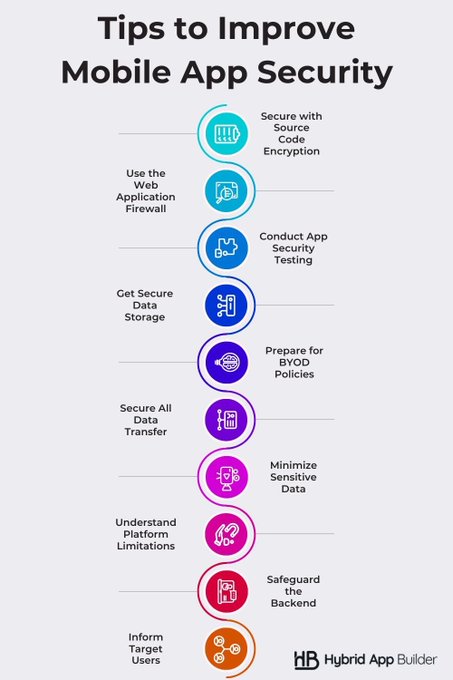 Tips to Improve
Mobile App Security
Secure with
Source
Code
Encryption
Use the
Web
Application
Firewall
Conduct App
Security
Testing
Get Secure
Data
Storage
Prepare for
BYOD
Policies
Secure All
Data
Transfer
Minimize
Sensitive
Data
Understand
Platform
Limitations
Safeguard
the
Backend
Inform
Target
Users
HB Hybrid App Builder